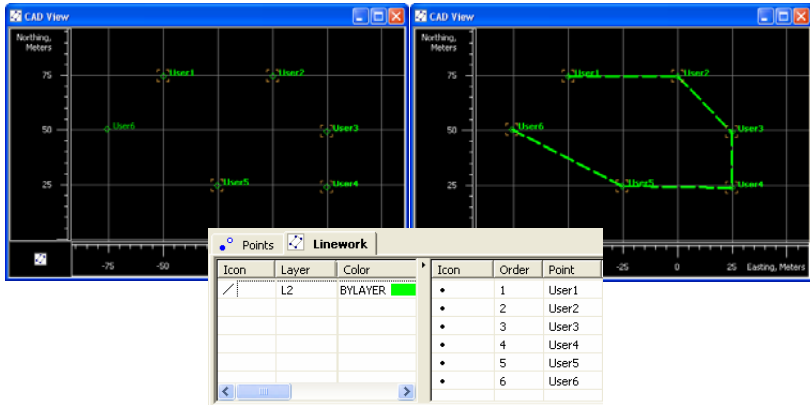 CAD View
Northing,
Meters
75
50
25
User1
User2
User6
User3
User5
User4
-75
-50
CAD View
Northing,
Meters
75
50
25
User1
User2
User6
User3
User5
User4
-25
0
25
Easting, Meters
Points
Linework
Icon Layer Color
L2 BYLAYER
Icon Order Point
1 User1
2 User2
3 User3
4 User4
5 User5
6 User6